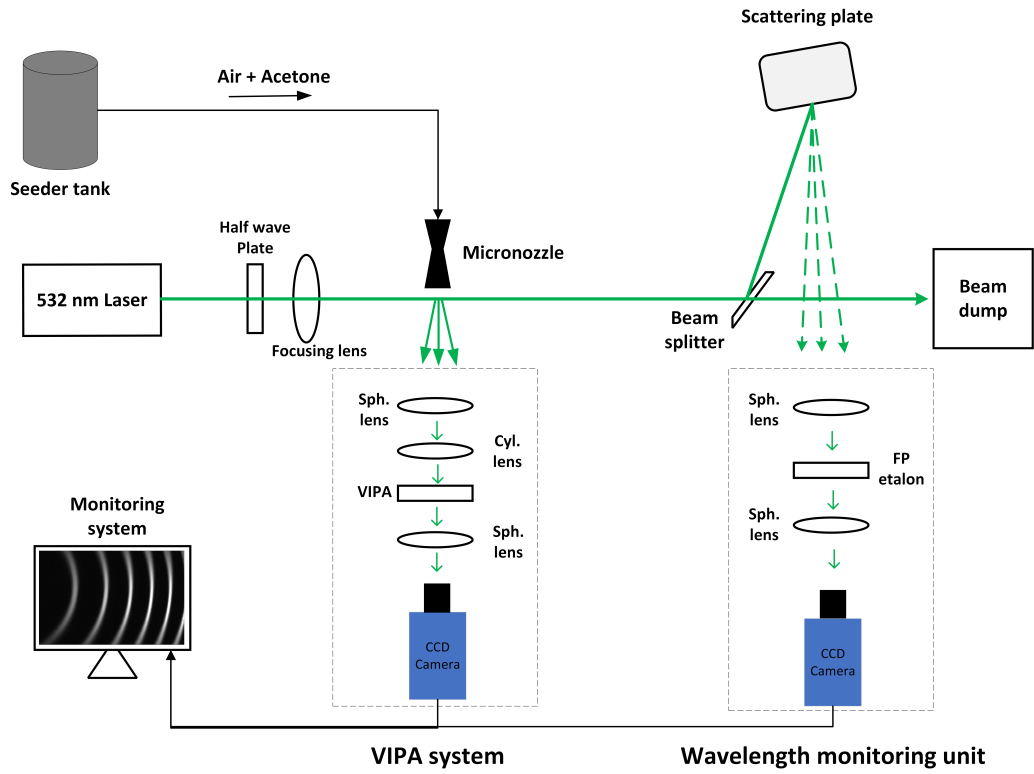 Scattering plate
Air + Acetone
Seeder tank
Half wave
Plate
Micronozzle
532 nm Laser
Focusing lens
Beam
splitter
Beam
dump
Sph.
lens
Cyl.
lens
VIPA
Sph.
lens
CCD
Camera
VIPA system
Sph.
lens
FP
etalon
Sph.
lens
CCD
Camera
Wavelength monitoring unit
Monitoring
system